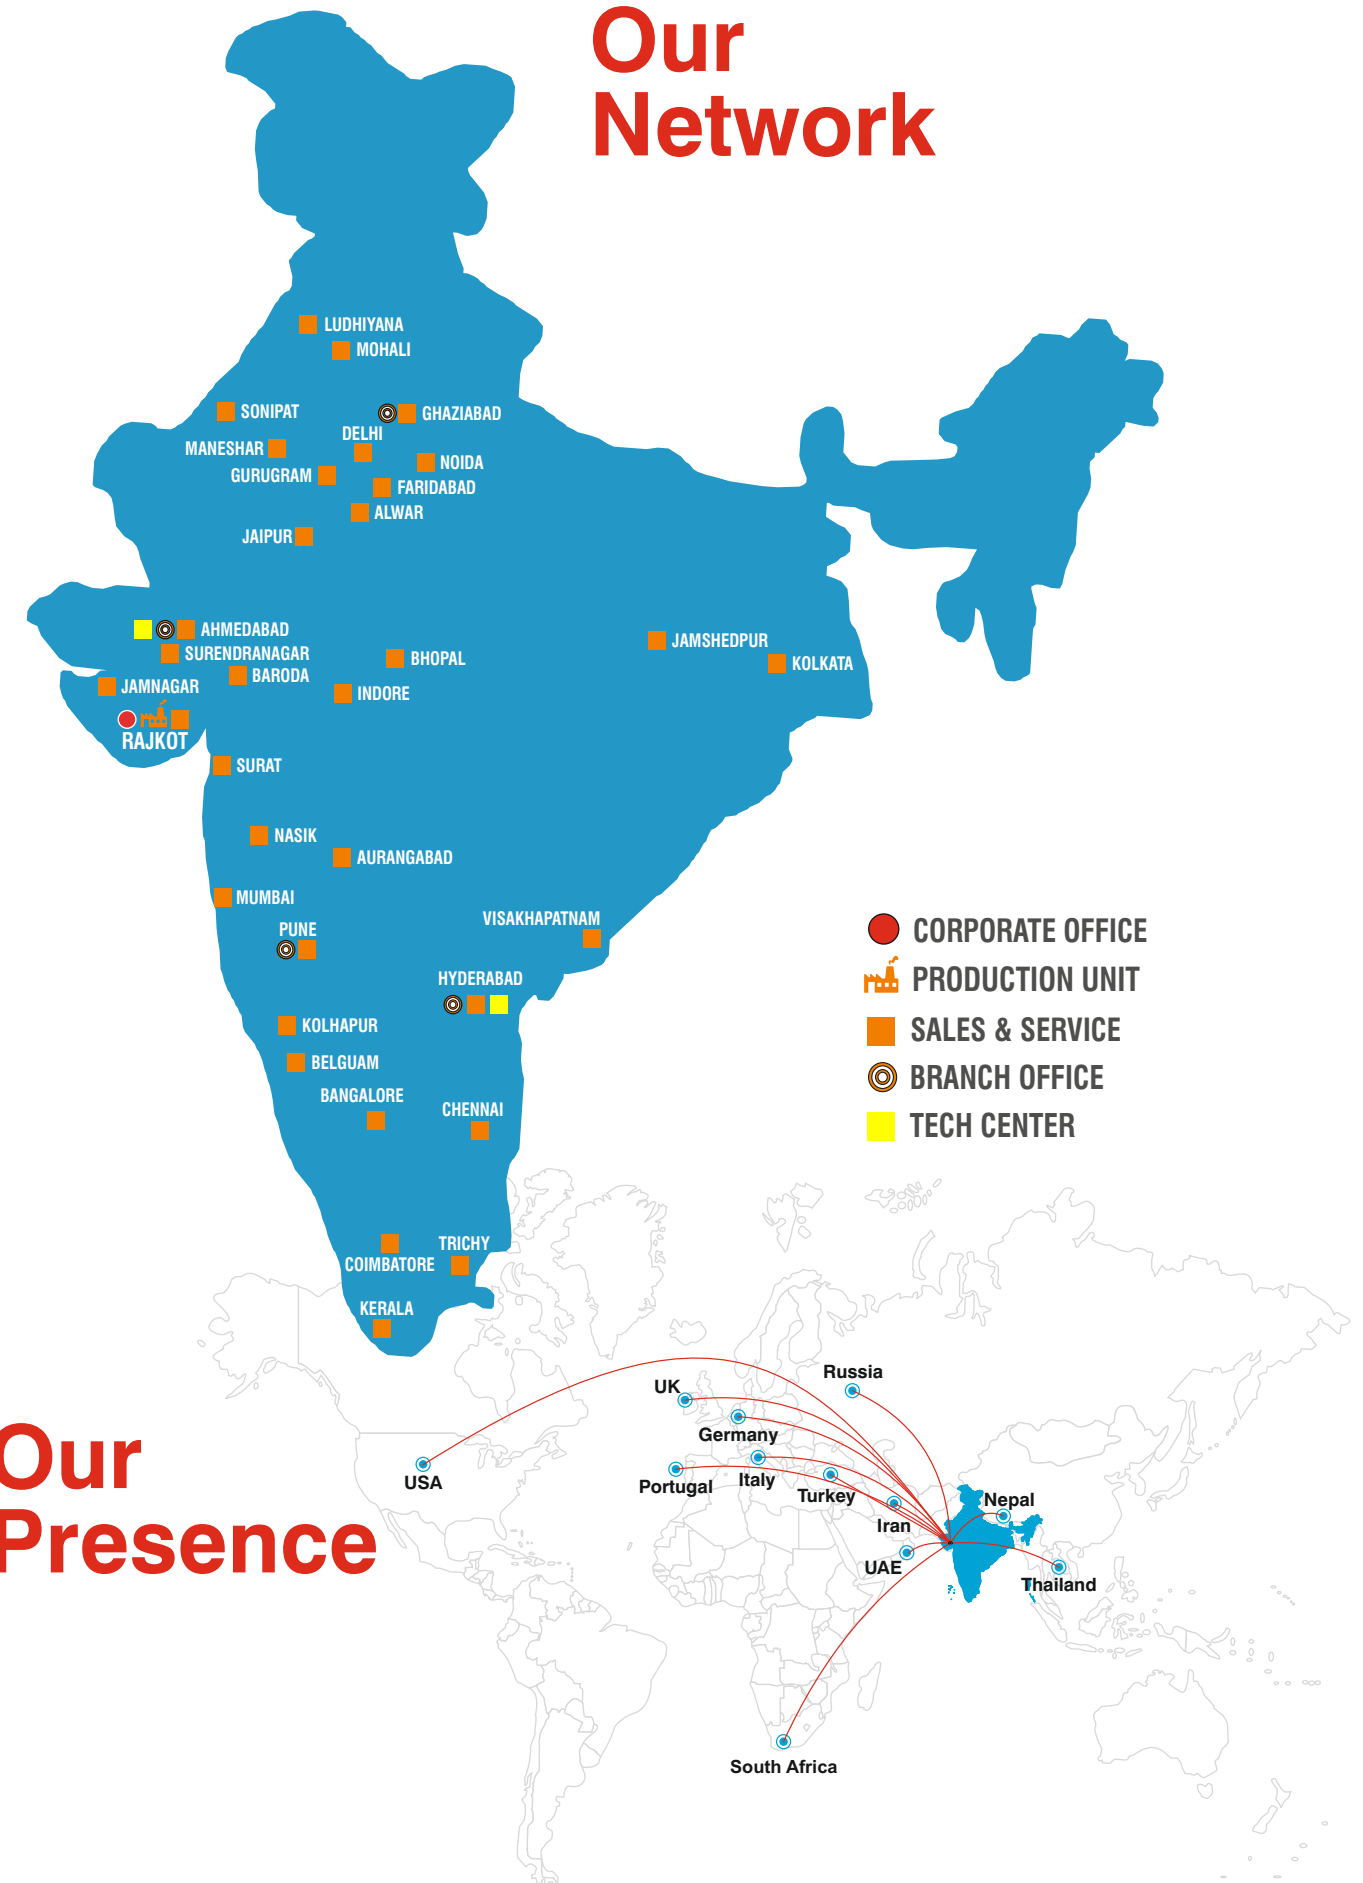 Our
Network
LUDHIYANA
MOHALI
SONIPAT
GHAZIABAD
DELHI
MANESHAR
NOIDA
GURUGRAM
FARIDABAD
ALWAR
JAIPUR
AHMEDABAD
SURENDRANAGAR
JAMSHEDPUR
BHOPAL
KOLKATA
BARODA
JAMNAGAR
INDORE
RAJKOT
SURAT
NASIK
AURANGABAD
MUMBAI
VISAKHAPATNAM
PUNE
HYDERABAD
KOLHAPUR
BELGUAM
BANGALORE
CHENNAI
TRICHY
COIMBATORE
KERALA
CORPORATE OFFICE
PRODUCTION UNIT
SALES & SERVICE
BRANCH OFFICE
TECH CENTER
Our
Presence
Russia
UK
Germany
USA
Portugal
Italy
Turkey
Nepal
Iran
UAE
Thailand
South Africa